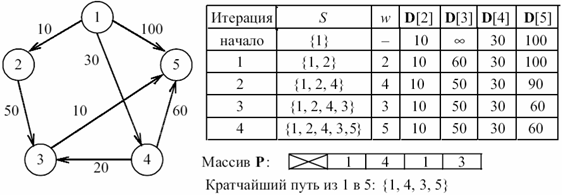 1
10
100
30
2
5
50
10
60
3
20
4
Итерация S w D[2] D[3] D[4] D[5]
начало {1} – 10 ∞ 30 100
1 {1, 2} 2 10 60 30 100
2 {1, 2, 4} 4 10 50 30 90
3 {1, 2, 4, 3} 3 10 50 30 60
4 {1, 2, 4, 3,5} 5 10 50 30 60
Массив P: 1 4 1 3
Кратчайший путь из 1 в 5: {1, 4, 3, 5}